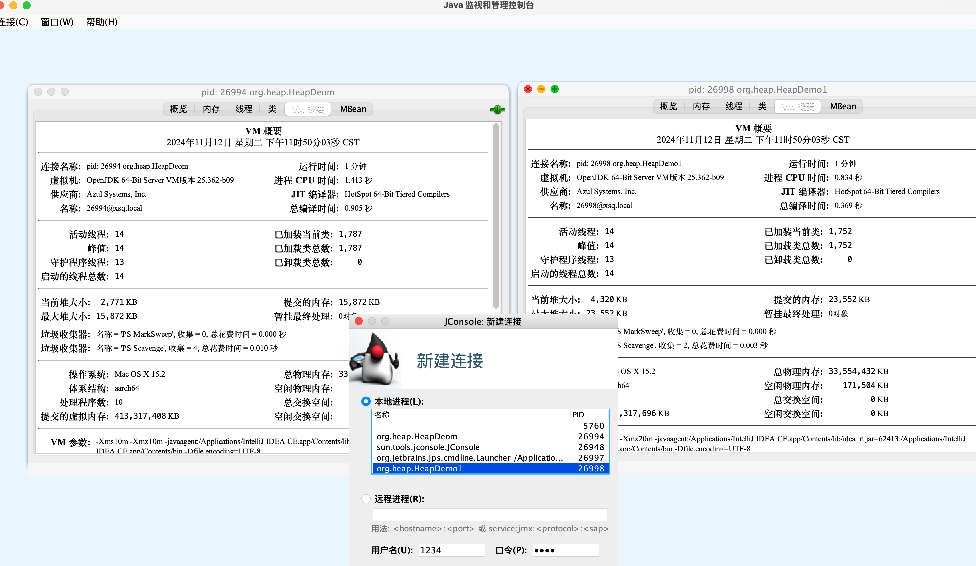 Java 监视和管理控制台
连接(C) 窗口(W) 帮助(H)
pid: 26994 org.heap.HeapDeom
概览 内存 线程 类 VM 概要 MBean
VM 概要
2024年11月12日 星期二 下午11时50分03秒 CST
连接名称: pid: 26994 org.heap.HeapDeom
虚拟机: OpenJDK 64-Bit Server VM版本 25.362-b09
供应商: Azul Systems, Inc.
名称: 26994@xsq.local
运行时间: 1 分钟
进程 CPU 时间: 1.413 秒
JIT 编译器: HotSpot 64-Bit Tiered Compilers
总编译时间: 0.905 秒
活动线程: 14
峰值: 14
守护程序线程: 13
启动的线程总数: 14
已加装当前类: 1,787
已加载类总数: 1,787
已卸载类总数: 0
当前堆大小: 2,771 KB
最大堆大小: 15,872 KB
提交的内存: 15,872 KB
暂挂最终处理: 0对象
垃圾收集器: 名称 = 'PS MarkSweep', 收集 = 0, 总花费时间 = 0.000 秒
垃圾收集器: 名称 = 'PS Scavenge', 收集 = 4, 总花费时间 = 0.010 秒
操作系统: Mac OS X 15.2
体系结构: aarch64
处理程序数: 10
提交的虚拟内存: 413,317,408 KB
总物理内存: 33
空闲物理内存:
总交换空间:
空闲交换空间:
VM 参数: -Xms10m -Xmx10m -javaagent:/Applications/IntelliJ IDEA CE.app/Contents/lib
IDEA CE.app/Contents/bin -Dfile.encoding=UTF-8
pid: 26998 org.heap.HeapDemo1
概览 内存 线程 类 VM 概要 MBean
VM 概要
2024年11月12日 星期二 下午11时50分03秒 CST
连接名称: pid: 26998 org.heap.HeapDemo1
虚拟机: OpenJDK 64-Bit Server VM版本 25.362-b09
供应商: Azul Systems, Inc.
名称: 26998@xsq.local
运行时间: 1 分钟
进程 CPU 时间: 0.834 秒
JIT 编译器: HotSpot 64-Bit Tiered Compilers
总编译时间: 0.369 秒
活动线程: 14
峰值: 14
守护程序线程: 13
启动的线程总数: 14
已加装当前类: 1,752
已加载类总数: 1,752
已卸载类总数: 0
当前堆大小: 4,320 KB
最大堆大小: 23,552 KB
提交的内存: 23,552 KB
暂挂最终处理: 0对象
S MarkSweep', 收集 = 0, 总花费时间 = 0.000 秒
S Scavenge', 收集 = 2, 总花费时间 = 0.003 秒
OS X 15.2
h64
,317,696 KB
总物理内存: 33,554,432 KB
空闲物理内存: 171,504 KB
总交换空间: 0 KB
空闲交换空间: 0 KB
-Xmx20m -javaagent:/Applications/IntelliJ IDEA CE.app/Contents/lib/idea_rt.jar=62413:/Applications/IntelliJ
.app/Contents/bin -Dfile.encoding=UTF-8
JConsole: 新建连接
新建连接
本地进程(L):
名称 PID
5760
org.heap.HeapDeom 26994
sun.tools.jconsole.JConsole 26948
org.jetbrains.jps.cmdline.Launcher /Applicatio... 26997
org.heap.HeapDemo1 26998
远程进程(R):
用法: <hostname>:<port> 或 service:jmx:<protocol>:<sap>
用户名(U): 1234 口令(P): ••••